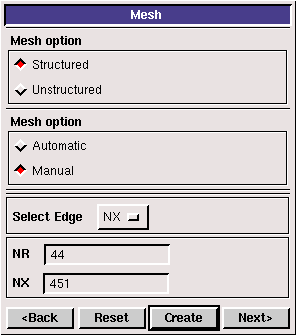 Mesh
Mesh option
Structured
Unstructured
Mesh option
Automatic
Manual
Select Edge NX
NR 44
NX 451
<Back Reset Create Next>